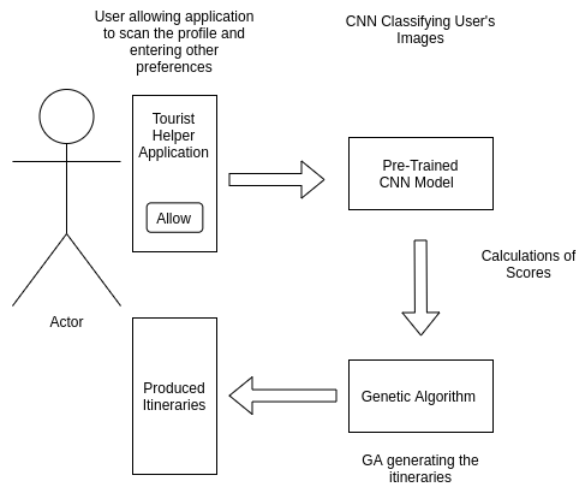 User allowing application
to scan the profile and
entering other
preferences
CNN Classifying User's
Images
Tourist
Helper
Application
Allow
Pre-Trained
CNN Model
Calculations of
Scores
Actor
Produced
Itineraries
Genetic Algorithm
GA generating the
itineraries